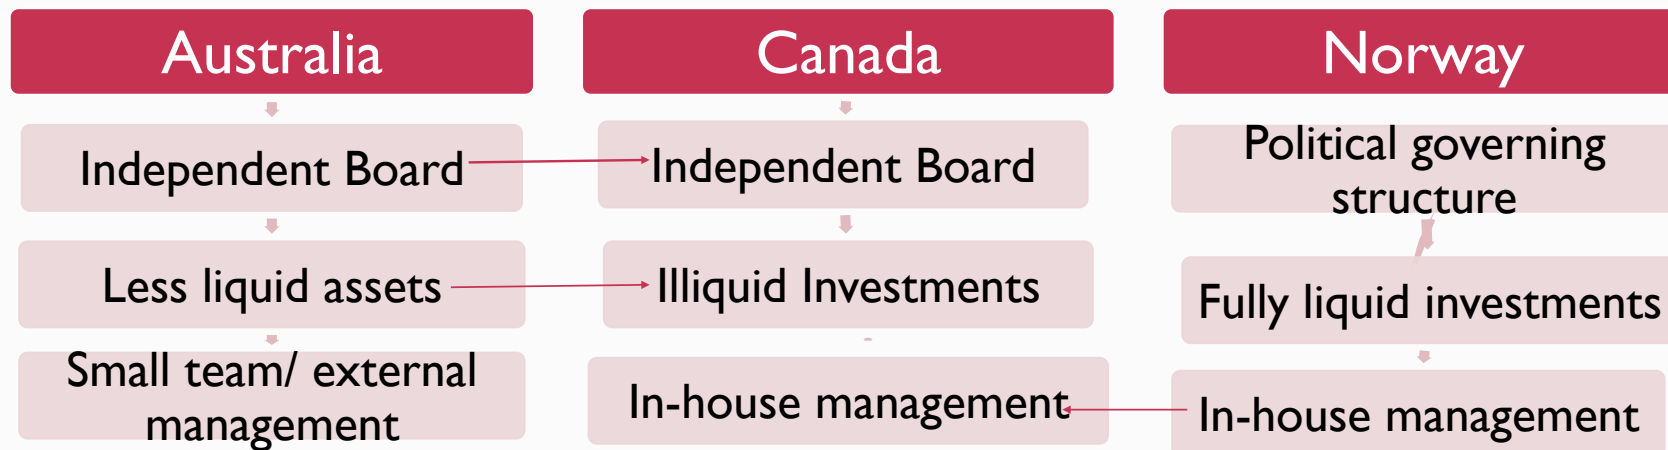 Australia
Independent Board
Less liquid assets
Small team/ external
management
Canada
Independent Board
Illiquid Investments
In-house management
Norway
Political governing
structure
Fully liquid investments
In-house management